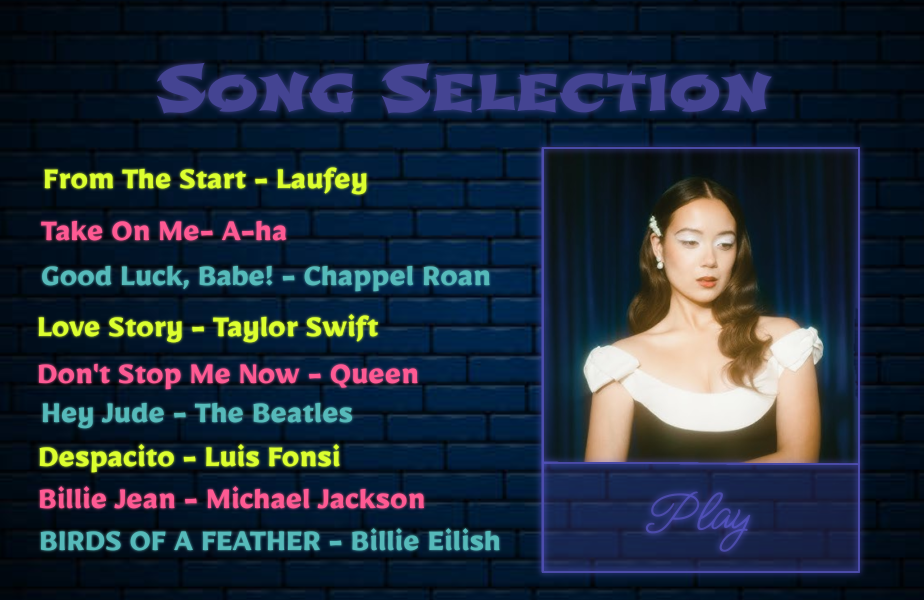 Song Selection
From The Start - Laufey
Take On Me- A-ha
Good Luck, Babe! - Chappel Roan
Love Story - Taylor Swift
Don't Stop Me Now - Queen
Hey Jude - The Beatles
Despacito - Luis Fonsi
Billie Jean - Michael Jackson
BIRDS OF A FEATHER - Billie Eilish
Play